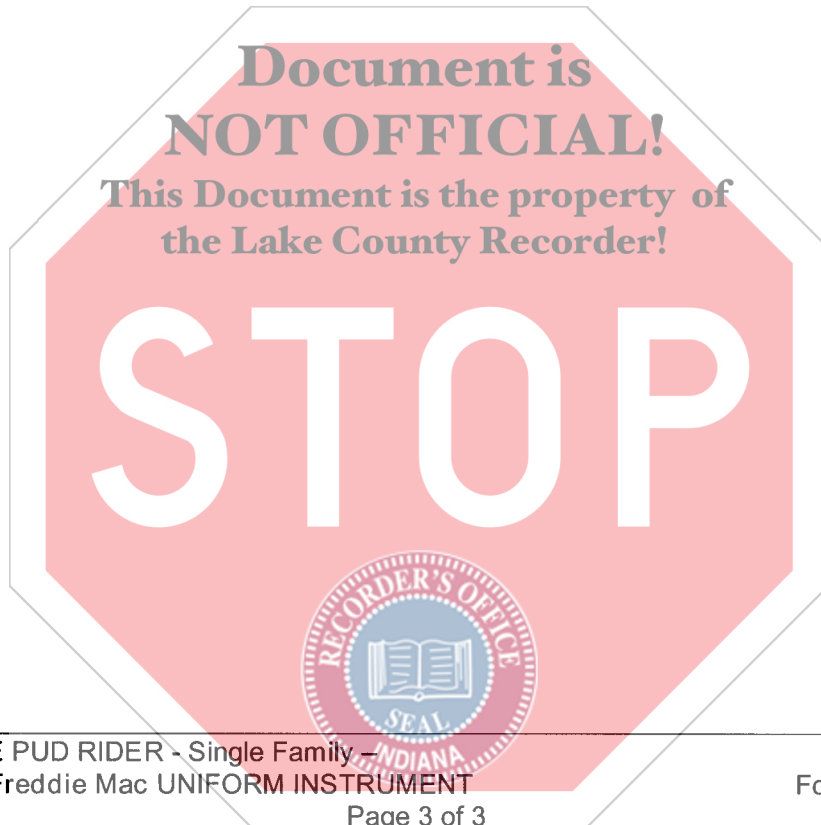 Document is
NOT OFFICIAL!
This Document is the property of
the Lake County Recorder!
STOP
RECORDER'S OFFICE
SEAL
INDIANA
PUD RIDER - Single Family –
Freddie Mac UNIFORM INSTRUMENT
Page 3 of 3